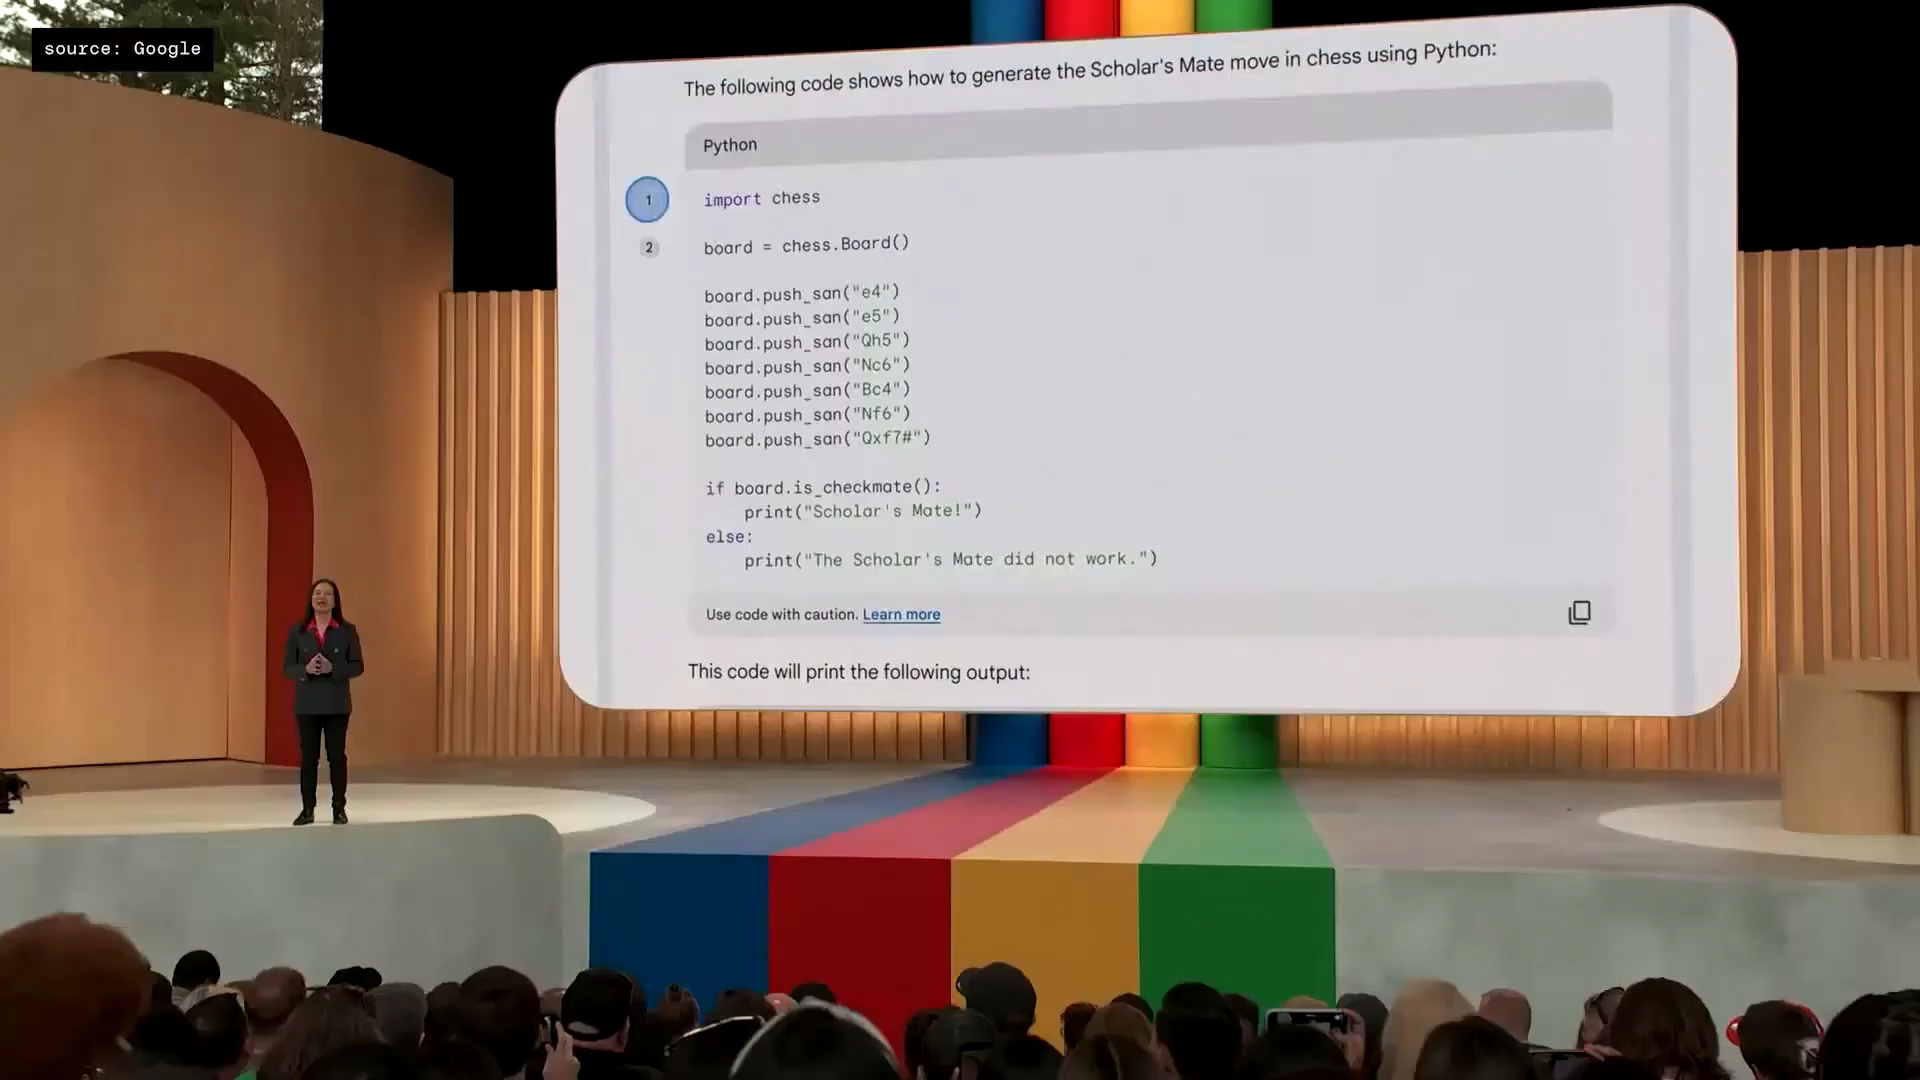 source: Google
The following code shows how to generate the Scholar's Mate move in chess using Python:
Python
1
import chess
2
board = chess.Board()
board.push_san("e4")
board.push_san("e5")
board.push_san("Qh5")
board.push_san("Nc6")
board.push_san("Bc4")
board.push_san("Nf6")
board.push_san("Qxf7#")
if board.is_checkmate():
print("Scholar's Mate!")
else:
print("The Scholar's Mate did not work.")
Use code with caution. Learn more
This code will print the following output: